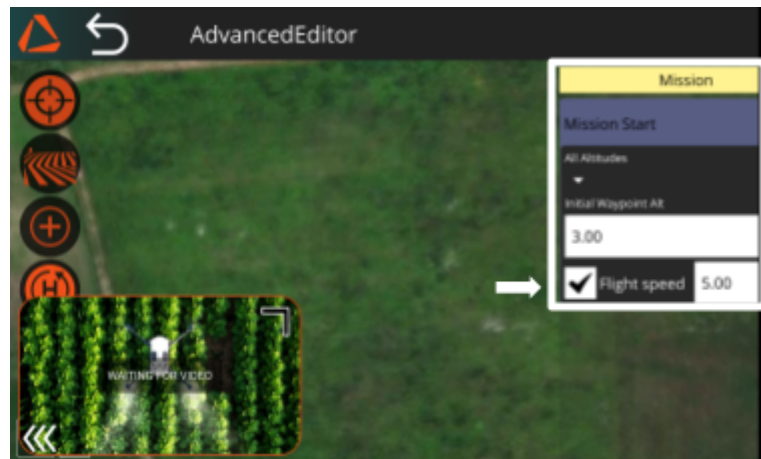 AdvancedEditor
Mission
Mission Start
All Altitudes
Initial Waypoint Alt
3.00
Flight speed 5.00
H
WAITING FOR VIDEO